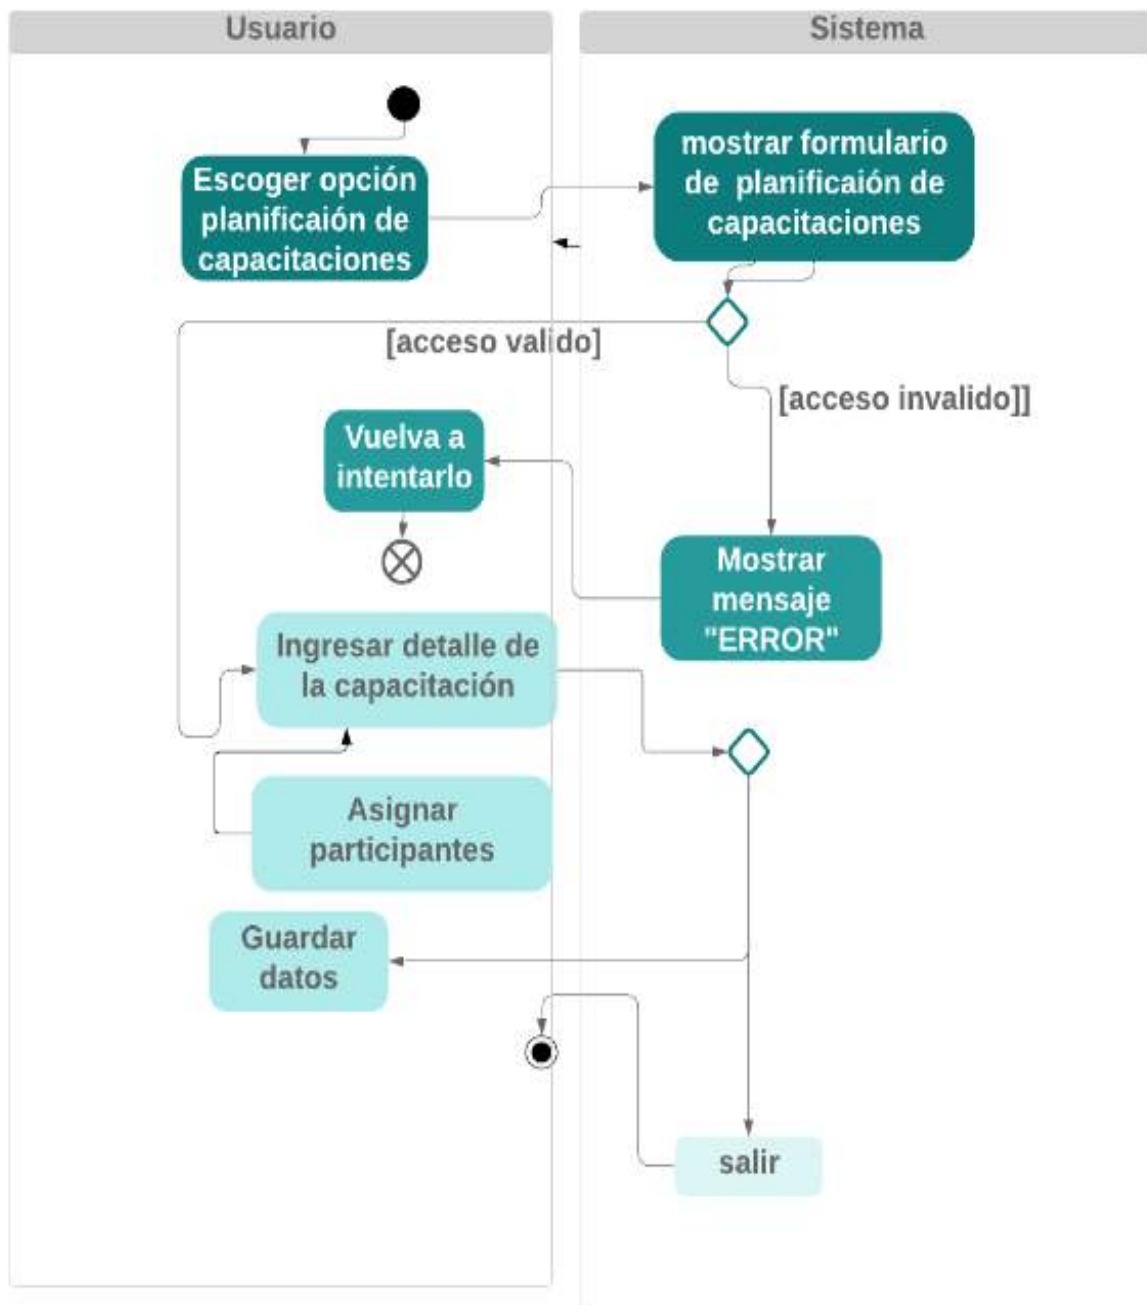 Usuario
Sistema
Escoger opción
planificaión de
capacitaciones
mostrar formulario
de planificaión de
capacitaciones
[acceso valido]
[acceso invalido]]
Vuelva a
intentarlo
Mostrar
mensaje
"ERROR"
Ingresar detalle de
la capacitación
Asignar
participantes
Guardar
datos
salir